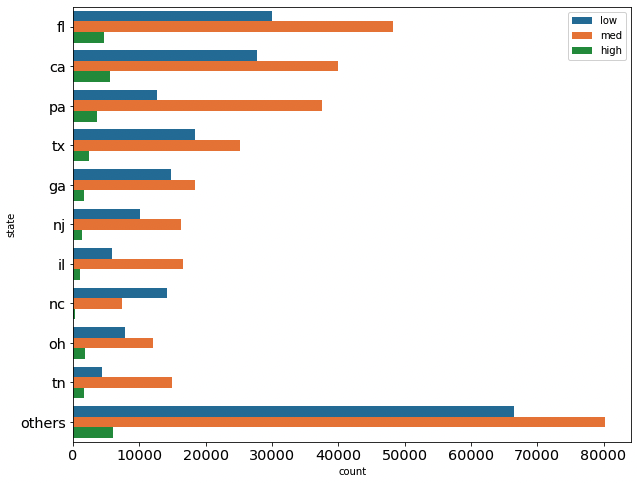 low
med
high
fl
ca
pa
tx
ga
nj
il
nc
oh
tn
others
state
0 10000 20000 30000 40000 50000 60000 70000 80000
count